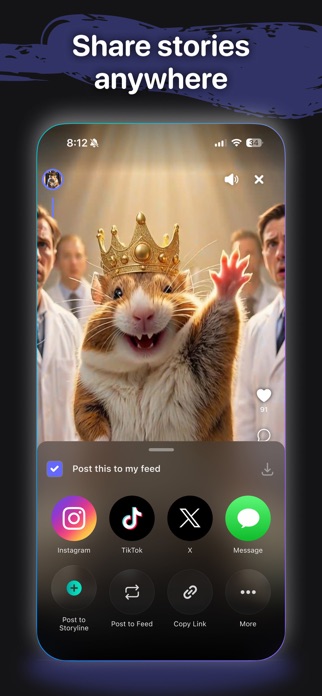 Share stories
anywhere
8:12
34
91
Post this to my feed
Instagram
TikTok
X
Message
Post to
Storyline
Post to Feed
Copy Link
More